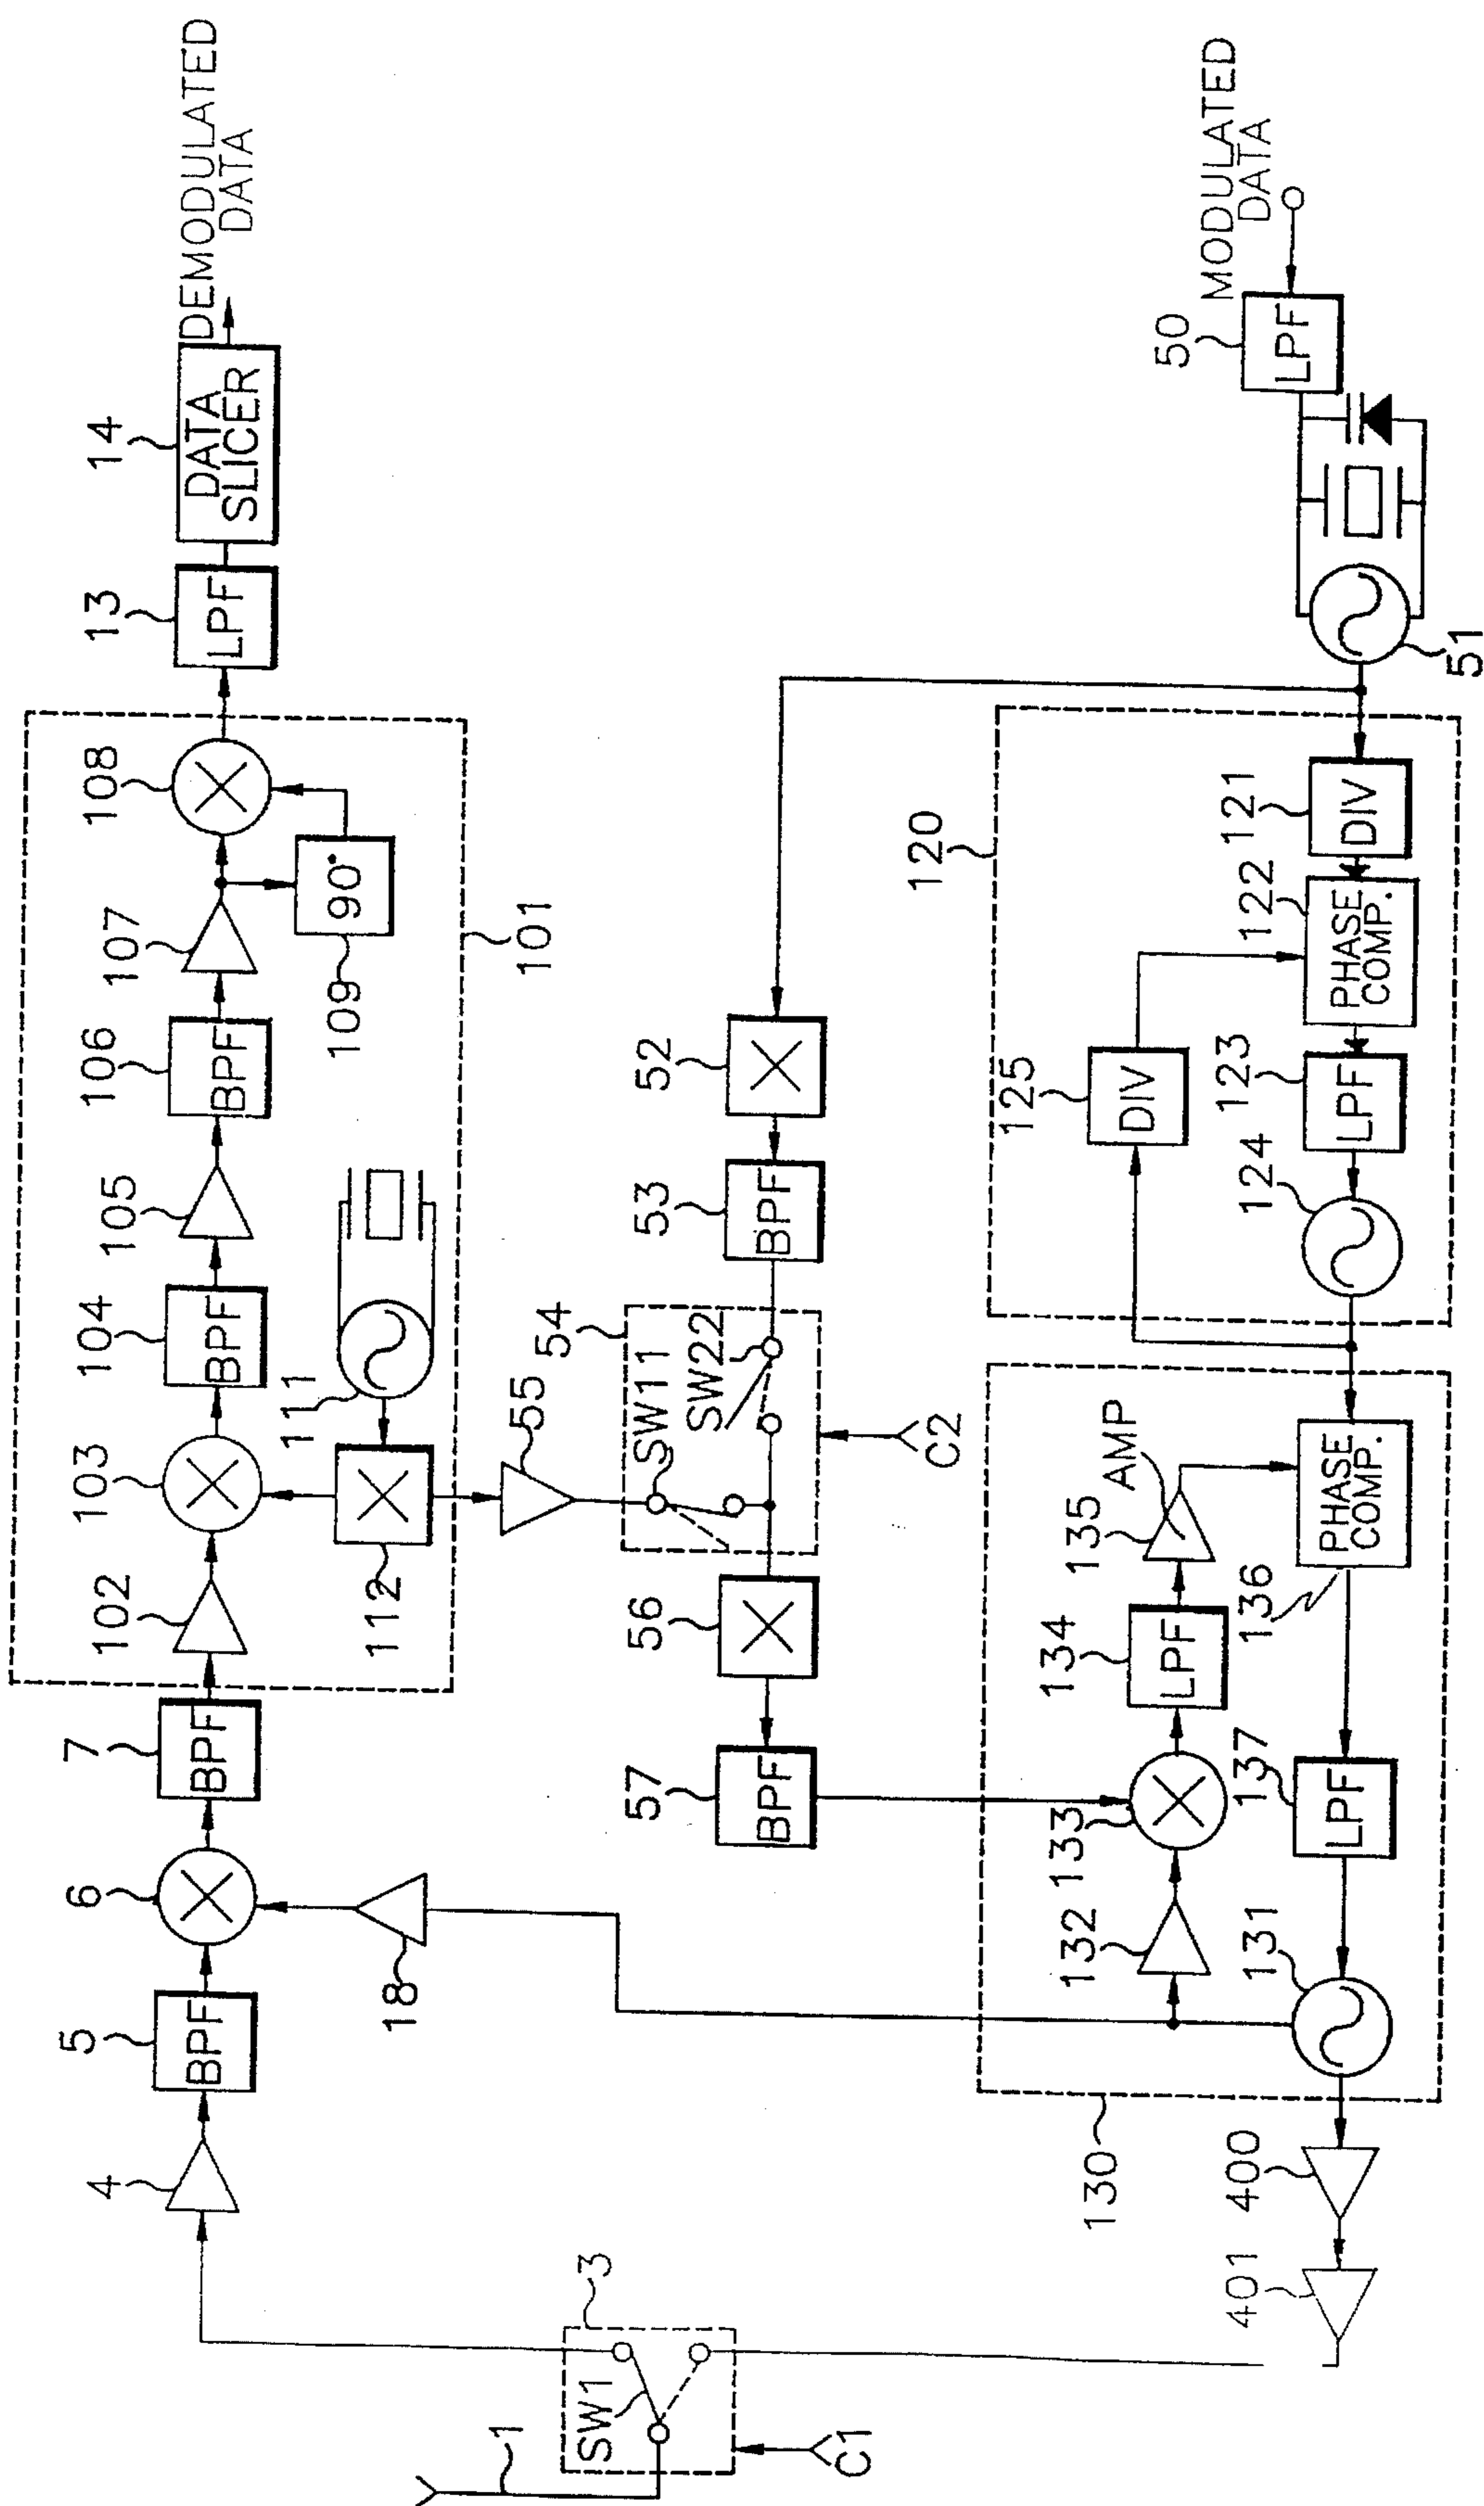 1
SW1
3
C1
4
5
BPF
6
18
7
BPF
101
102
103
104
BPF
105
106
BPF
107
108
109
90°
111
112
13
LPF
14
DATA
SLICER
DEMODULATED
DATA
55
54
SW11
SW22
C2
53
BPF
52
56
57
BPF
401
400
130
131
132
133
134
LPF
135
AMP
136
PHASE
COMP.
137
LPF
120
125
DIV
124
123
LPF
122
PHASE
COMP.
121
DIV
51
50
LPF
MODULATED
DATA